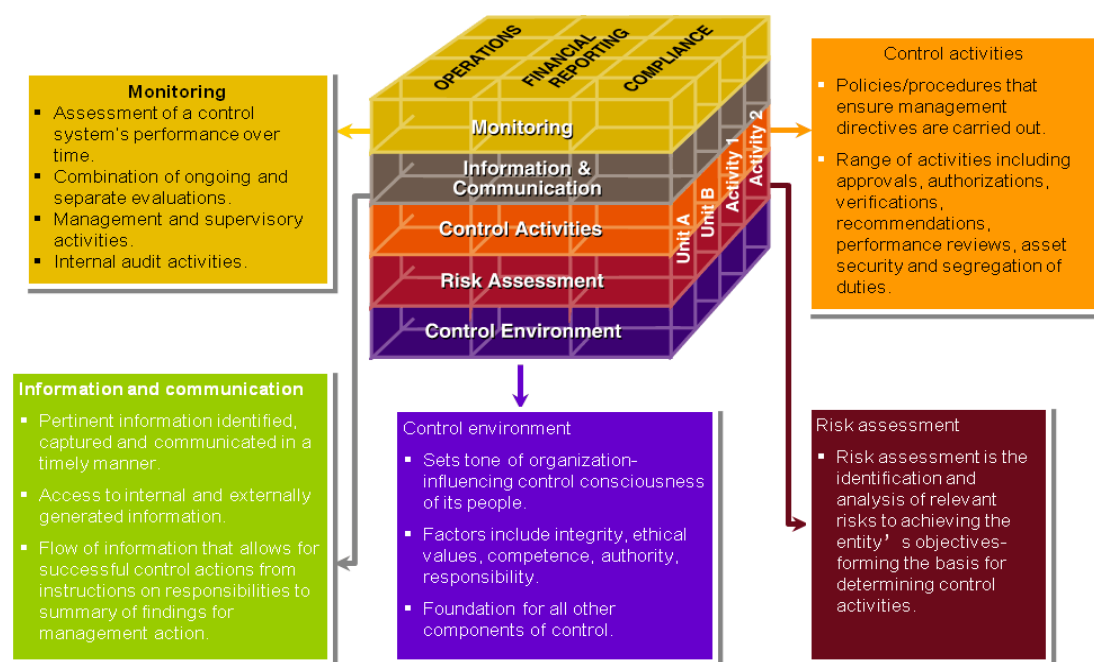 OPERATIONS
FINANCIAL
REPORTING
COMPLIANCE
Monitoring
Information &
Communication
Control Activities
Risk Assessment
Control Environment
Unit A
Unit B
Activity 1
Activity 2
Monitoring
▪ Assessment of a control
system's performance over
time.
▪ Combination of ongoing and
separate evaluations.
▪ Management and supervisory
activities.
▪ Internal audit activities.
Control activities
▪ Policies/procedures that
ensure management
directives are carried out.
▪ Range of activities including
approvals, authorizations,
verifications,
recommendations,
performance reviews, asset
security and segregation of
duties.
Information and communication
▪ Pertinent information identified,
captured and communicated in a
timely manner.
▪ Access to internal and externally
generated information.
▪ Flow of information that allows for
successful control actions from
instructions on responsibilities to
summary of findings for
management action.
Control environment
▪ Sets tone of organization-
influencing control consciousness
of its people.
▪ Factors include integrity, ethical
values, competence, authority,
responsibility.
▪ Foundation for all other
components of control.
Risk assessment
▪ Risk assessment is the
identification and
analysis of relevant
risks to achieving the
entity’ s objectives-
forming the basis for
determining control
activities.